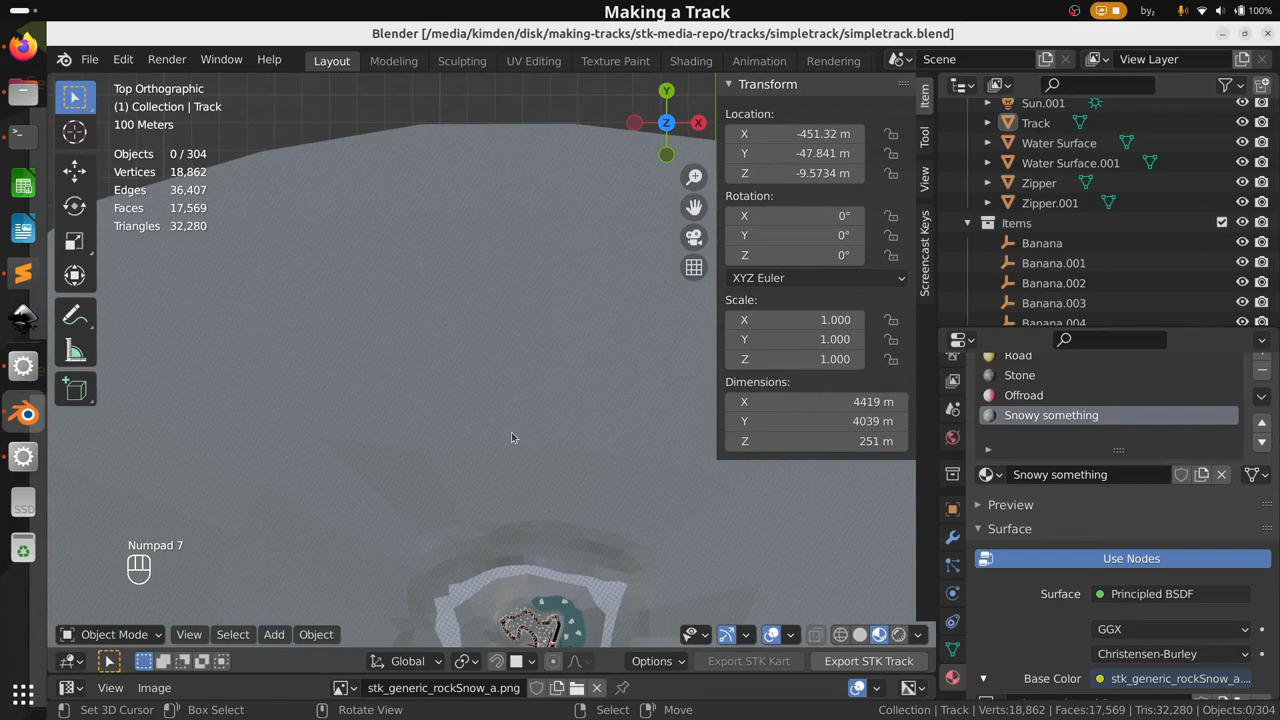 Making a Track
by₂
100%
Blender [/media/kimden/disk/making-tracks/stk-media-repo/tracks/simpletrack/simpletrack.blend]
File Edit Render Window Help
Layout Modeling Sculpting UV Editing Texture Paint Shading Animation Rendering
Scene
View Layer
Top Orthographic
(1) Collection | Track
100 Meters
Objects 0 / 304
Vertices 18,862
Edges 36,407
Faces 17,569
Triangles 32,280
Y
X
Z
Transform
Location:
X -451.32 m
Y -47.841 m
Z -9.5734 m
Rotation:
X 0°
Y 0°
Z 0°
XYZ Euler
Scale:
X 1.000
Y 1.000
Z 1.000
Dimensions:
X 4419 m
Y 4039 m
Z 251 m
Item
Tool
View
Screencast Keys
Sun.001
Track
Water Surface
Water Surface.001
Zipper
Zipper.001
Items
Banana
Banana.001
Banana.002
Banana.003
Banana.004
Road
Stone
Offroad
Snowy something
Snowy something
Preview
Surface
Use Nodes
Surface Principled BSDF
GGX
Christensen-Burley
Base Color stk_generic_rockSnow_a....
SSD
Numpad 7
Object Mode View Select Add Object
Global
Options
Export STK Kart
Export STK Track
View Image
stk_generic_rockSnow_a.png
Set 3D Cursor
Box Select
Rotate View
Select
Move
Collection | Track | Verts:18,862 | Faces:17,569 | Tris:32,280 | Objects:0/304